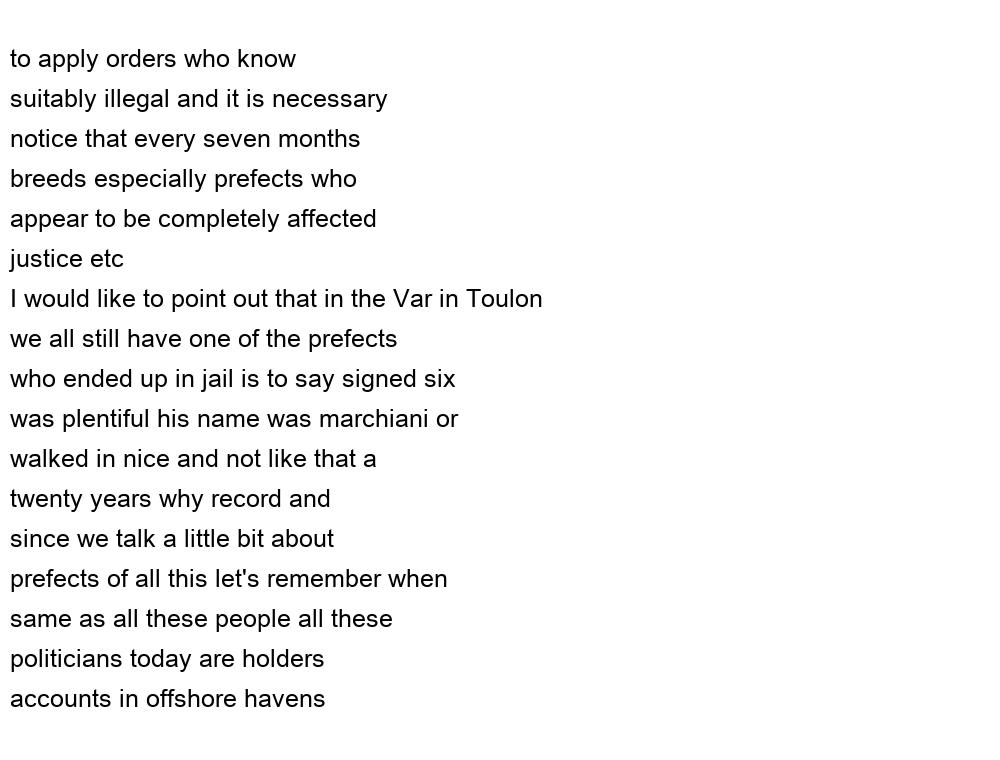 to apply orders who know
suitably illegal and it is necessary
notice that every seven months
breeds especially prefects who
appear to be completely affected
justice etc
I would like to point out that in the Var in Toulon
we all still have one of the prefects
who ended up in jail is to say signed six
was plentiful his name was marchiani or
walked in nice and not like that a
twenty years why record and
since we talk a little bit about
prefects of all this let's remember when
same as all these people all these
politicians today are holders
accounts in offshore havens